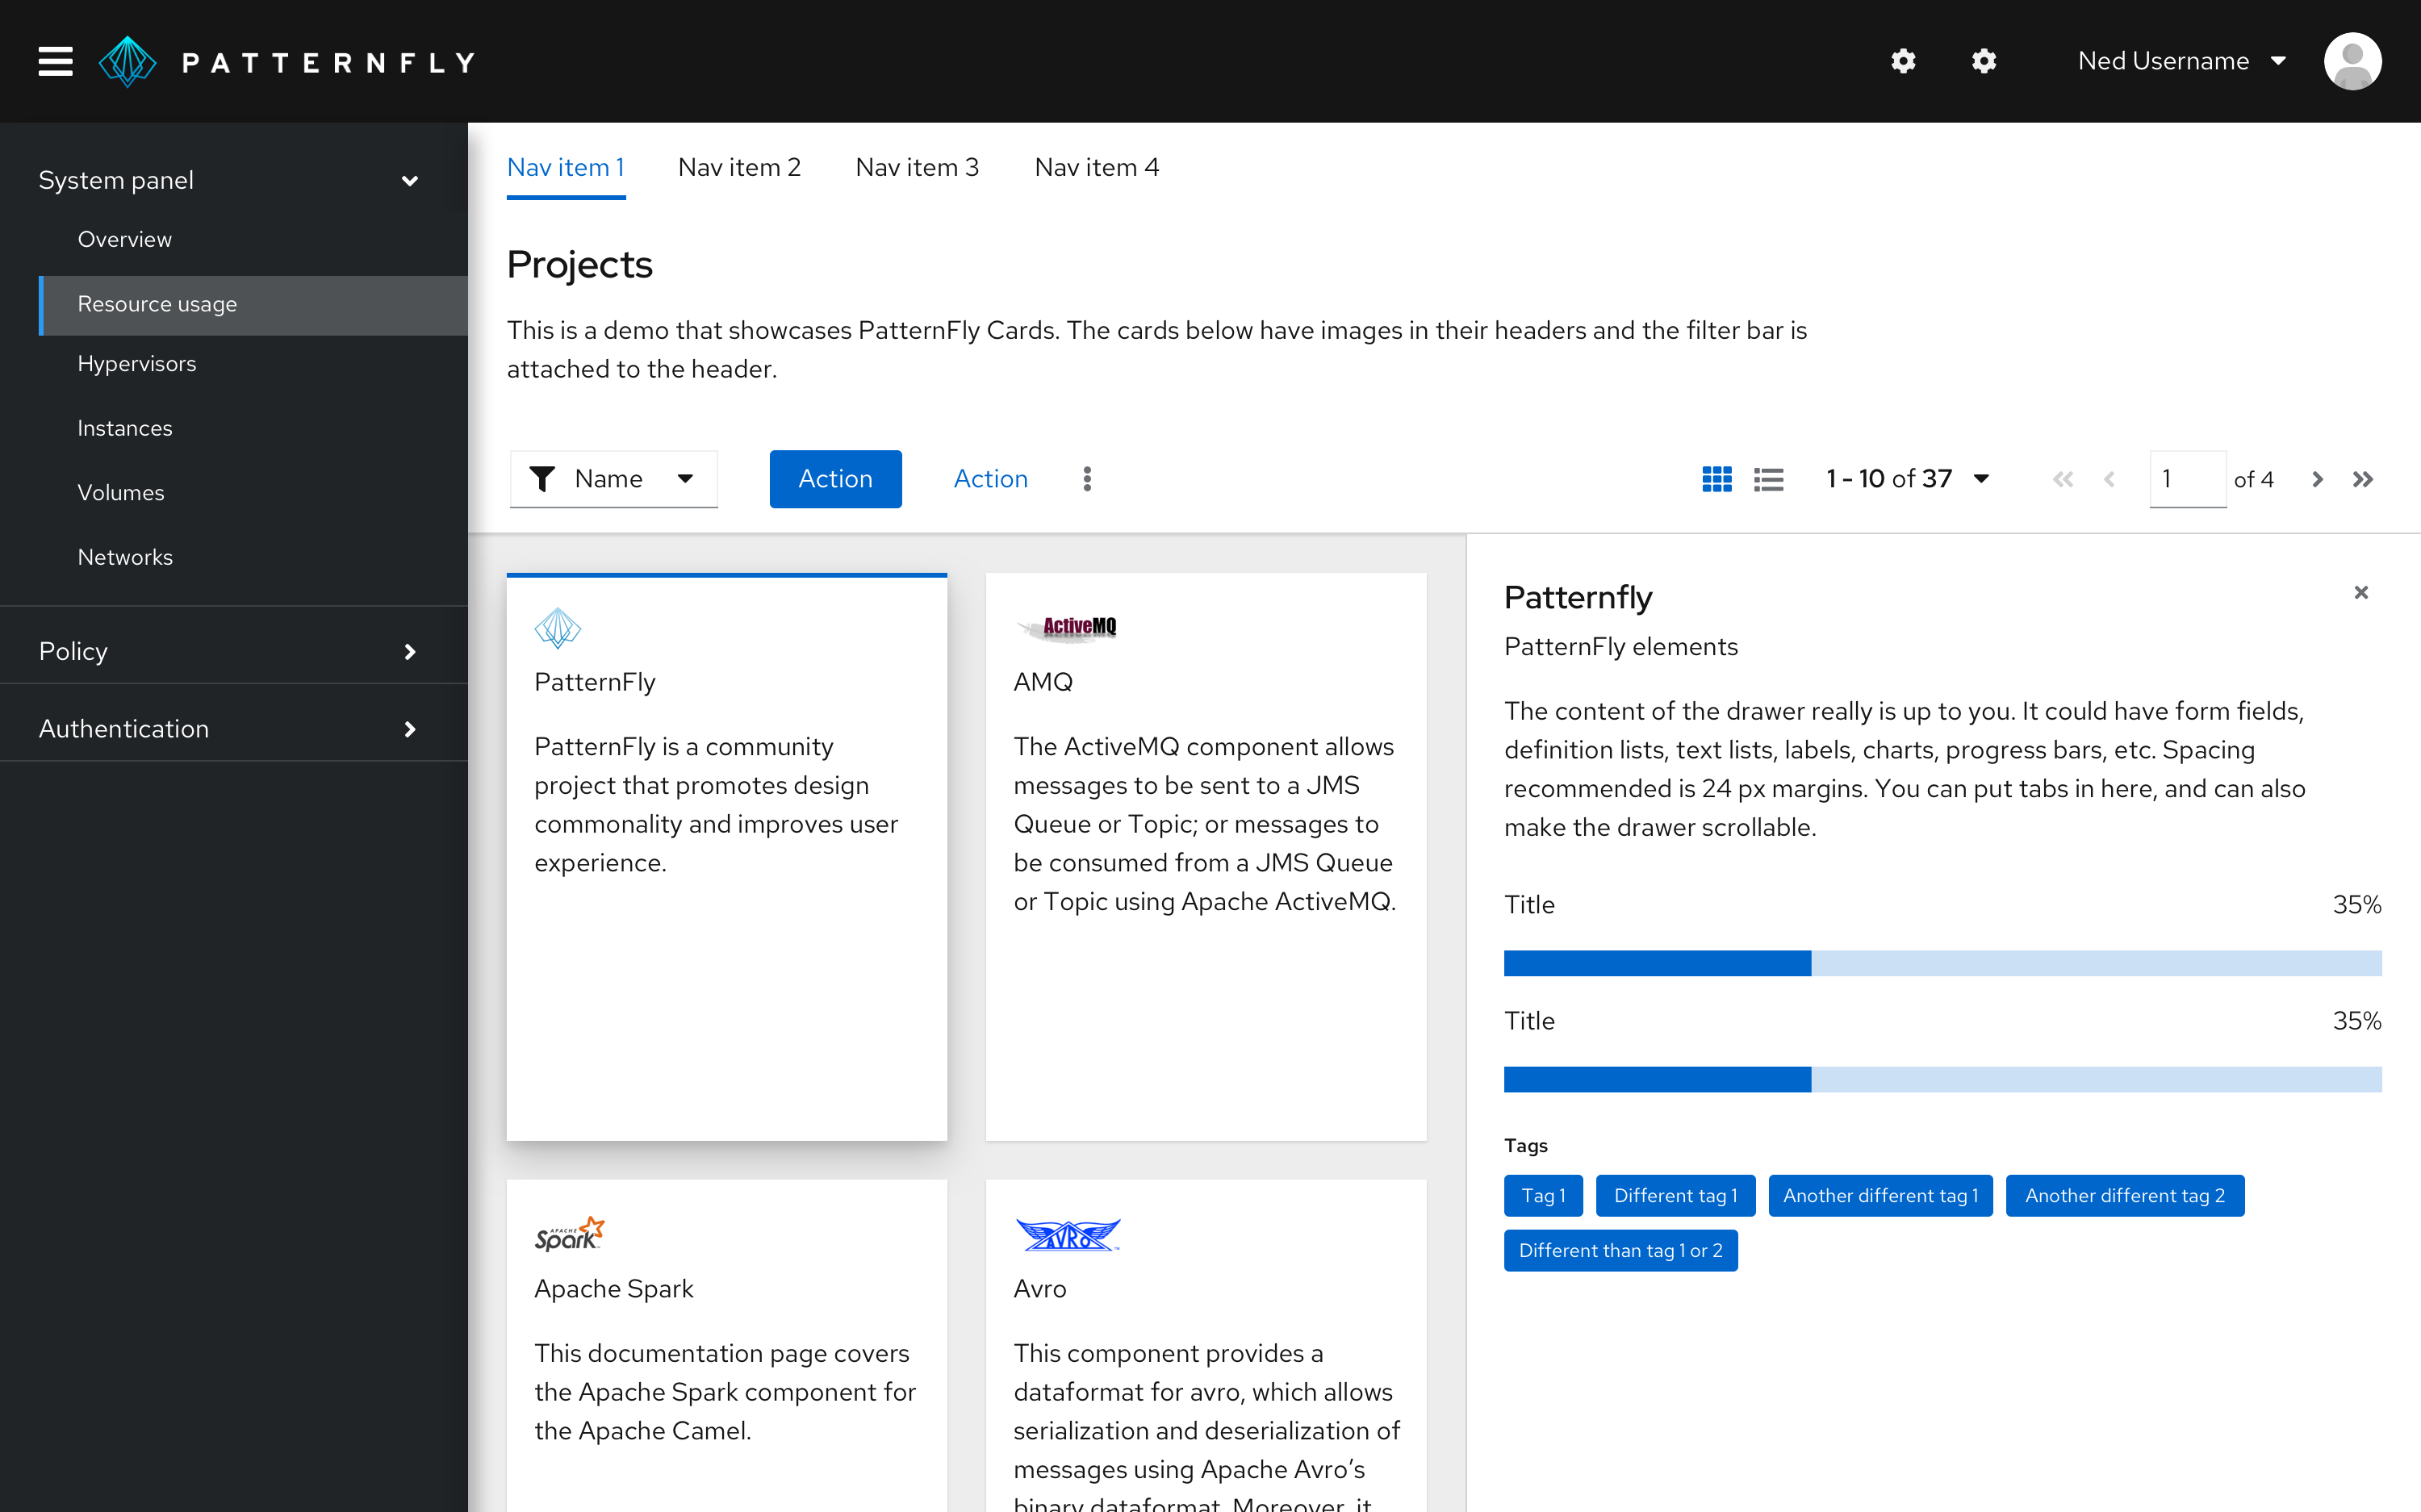 PATTERNFLY
Ned Username
System panel
Overview
Resource usage
Hypervisors
Instances
Volumes
Networks
Policy
Authentication
Nav item 1 Nav item 2 Nav item 3 Nav item 4
Projects
This is a demo that showcases PatternFly Cards. The cards below have images in their headers and the filter bar is
attached to the header.
Name Action Action 1 - 10 of 37 1 of 4
PatternFly
PatternFly is a community
project that promotes design
commonality and improves user
experience.
ActiveMQ
AMQ
The ActiveMQ component allows
messages to be sent to a JMS
Queue or Topic; or messages to
be consumed from a JMS Queue
or Topic using Apache ActiveMQ.
APACHE
Spark
Apache Spark
This documentation page covers
the Apache Spark component for
the Apache Camel.
AVRO
Avro
This component provides a
dataformat for avro, which allows
serialization and deserialization of
messages using Apache Avro’s
binary dataformat. Moreover, it
Patternfly
PatternFly elements
The content of the drawer really is up to you. It could have form fields,
definition lists, text lists, labels, charts, progress bars, etc. Spacing
recommended is 24 px margins. You can put tabs in here, and can also
make the drawer scrollable.
Title 35%
Title 35%
Tags
Tag 1 Different tag 1 Another different tag 1 Another different tag 2
Different than tag 1 or 2